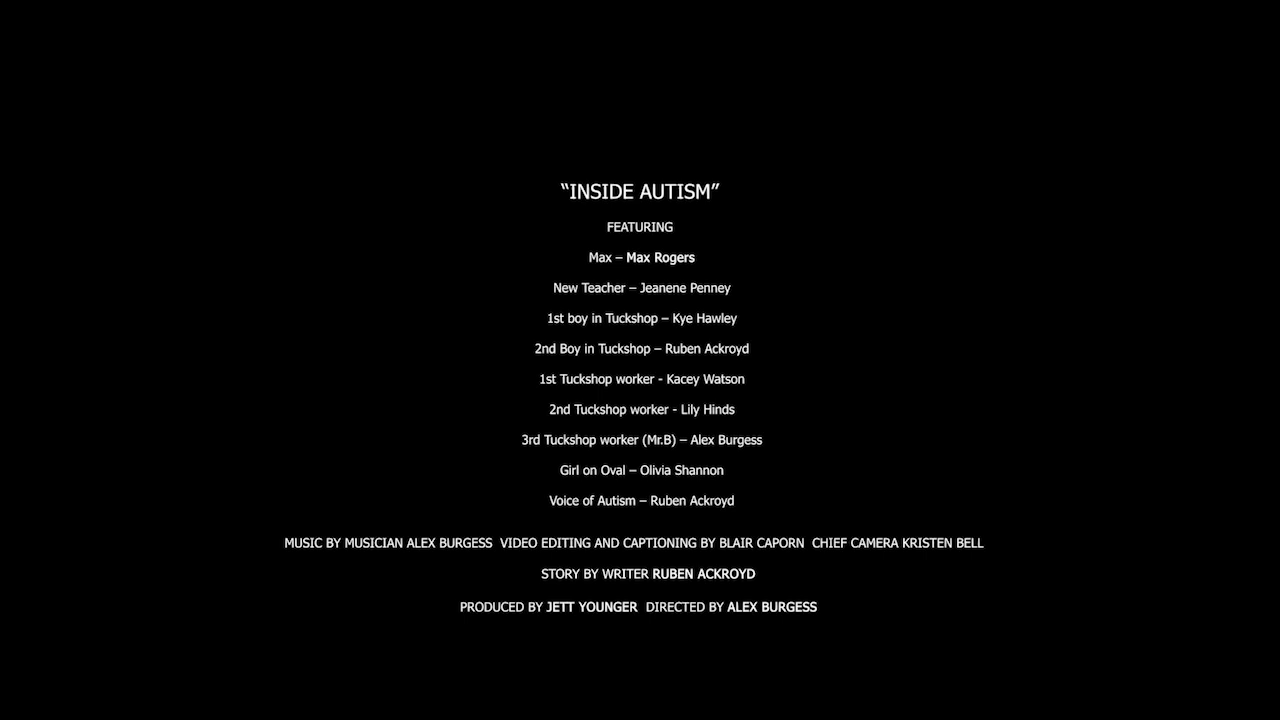 “INSIDE AUTISM”
FEATURING
Max – Max Rogers
New Teacher – Jeanene Penney
1st boy in Tuckshop – Kye Hawley
2nd Boy in Tuckshop – Ruben Ackroyd
1st Tuckshop worker - Kacey Watson
2nd Tuckshop worker - Lily Hinds
3rd Tuckshop worker (Mr.B) – Alex Burgess
Girl on Oval – Olivia Shannon
Voice of Autism – Ruben Ackroyd
MUSIC BY MUSICIAN ALEX BURGESS  VIDEO EDITING AND CAPTIONING BY BLAIR CAPORN  CHIEF CAMERA KRISTEN BELL
STORY BY WRITER RUBEN ACKROYD
PRODUCED BY JETT YOUNGER  DIRECTED BY ALEX BURGESS